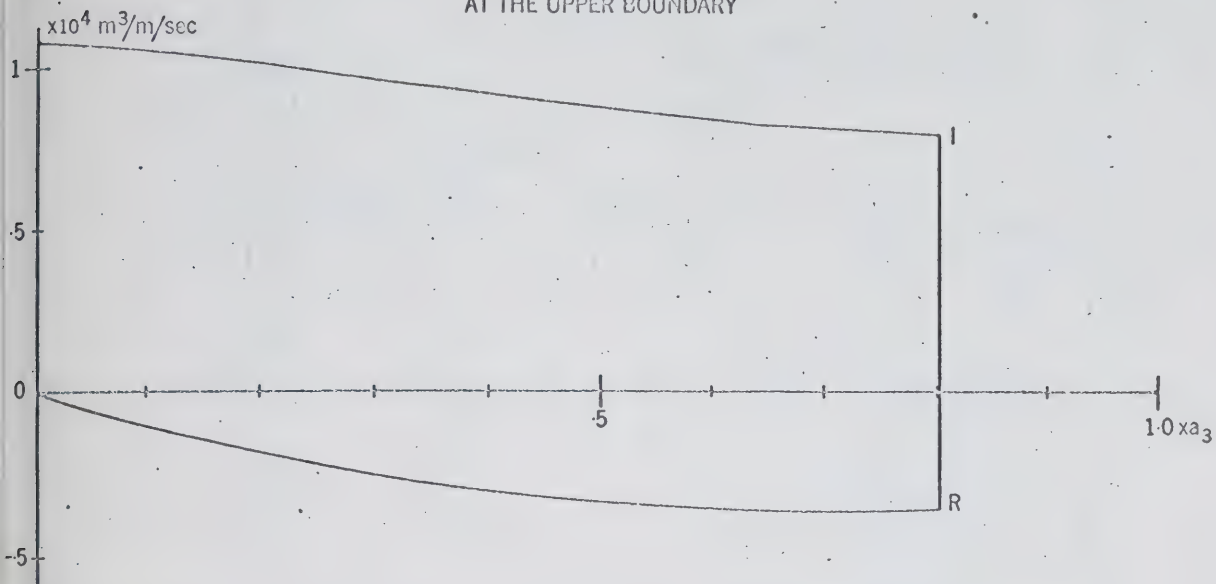 AT THE UPPER BOUNDARY
x10⁴ m³/m/sec
1
I
·5
0
·5
1·0 xa₃
R
-·5